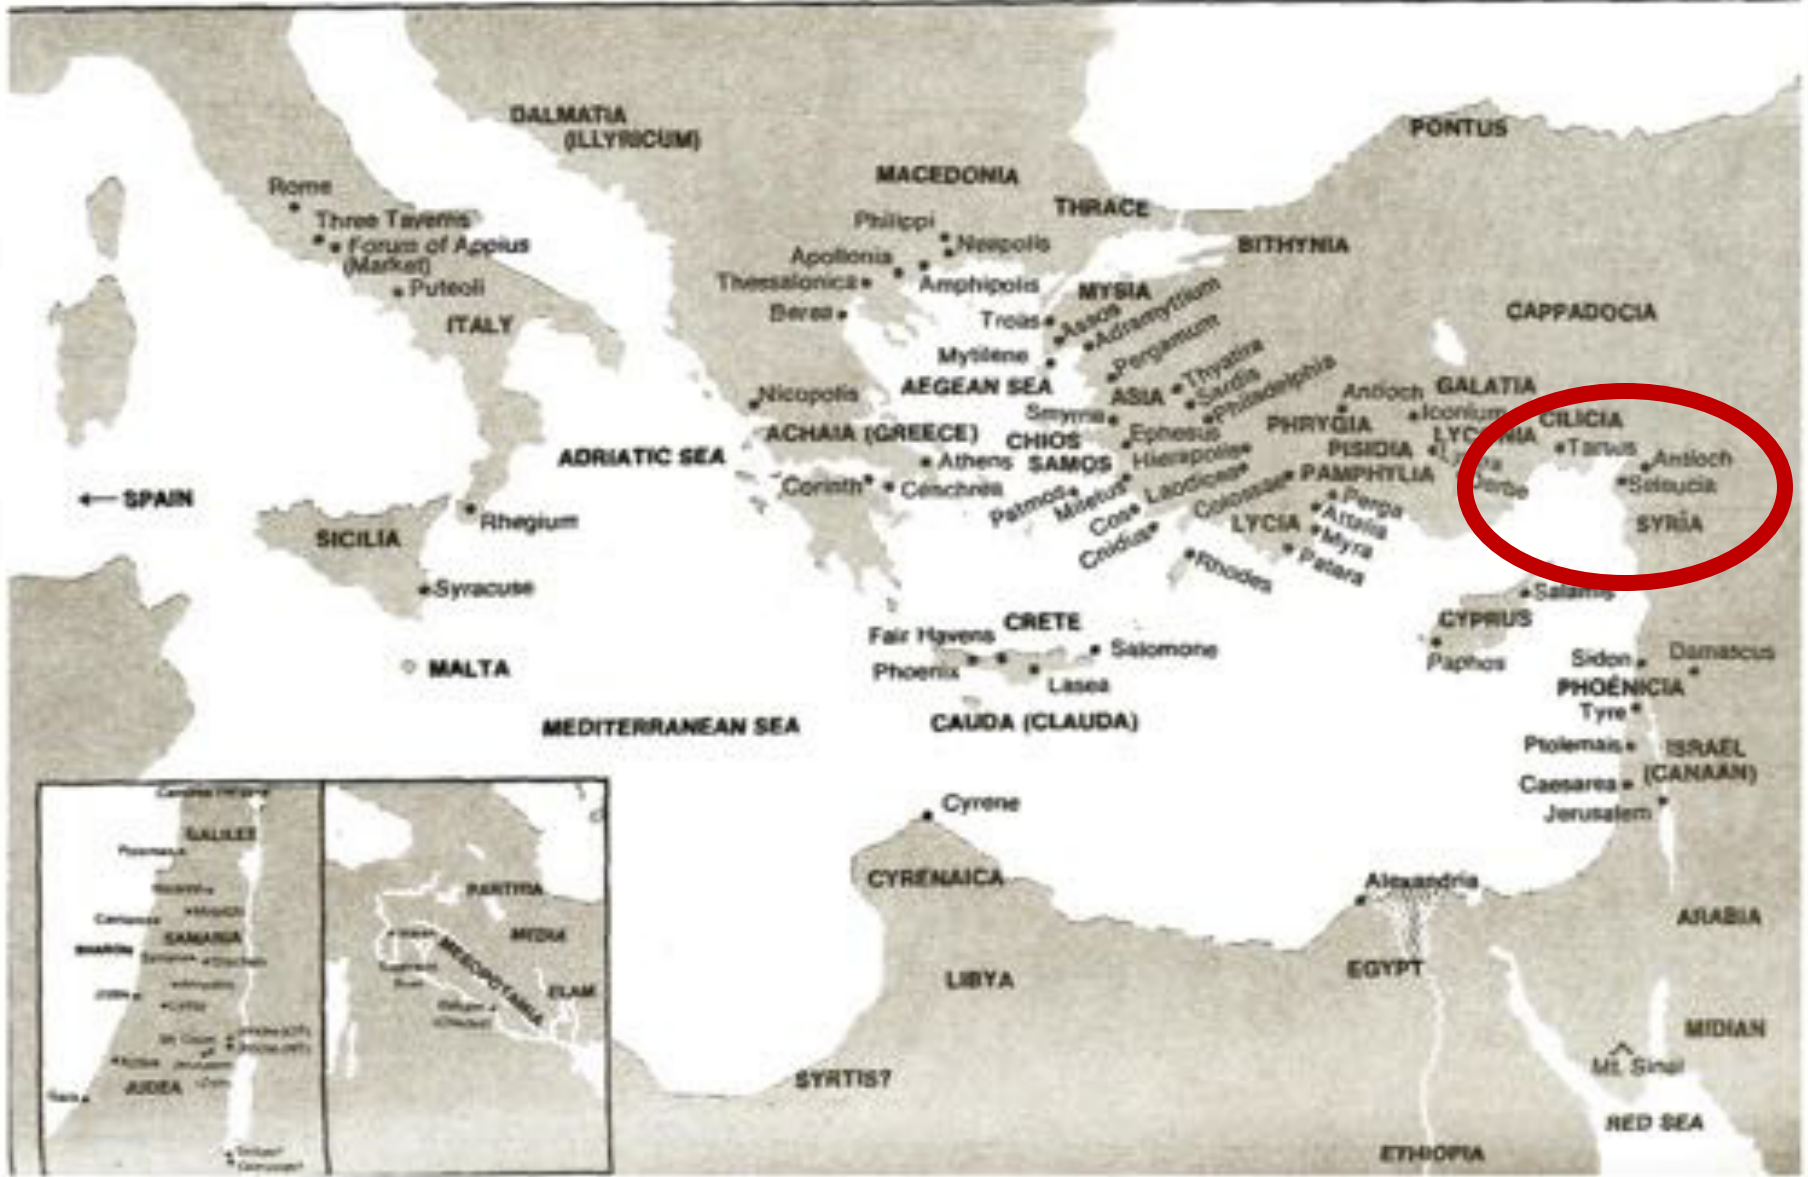 DALMATIA
(ILLYRICUM)
PONTUS
MACEDONIA
THRACE
Rome
Three Taverns
Forum of Appius
(Market)
Puteoli
ITALY
Philippi
Neapolis
Apollonia
Amphipolis
Thessalonica
Berea
BITHYNIA
MYSIA
Troas
Assos
Adramyttium
Mytilene
Pergamum
CAPPADOCIA
AEGEAN SEA
ASIA
Thyatira
Sardis
Philadelphia
Smyrna
Nicopolis
ACHAIA (GREECE)
CHIOS
SAMOS
Ephesus
Hierapolis
Laodicea
Colossae
PHRYGIA
Antioch
GALATIA
Iconium
PISIDIA
CILICIA
Tarsus
Antioch
Seleucia
SYRIA
PAMPHYLIA
Perga
Attalia
Myra
Patara
LYCIA
ADRIATIC SEA
Athens
Corinth
Cenchrea
Patmos
Miletus
Cos
Cnidus
Rhodes
SPAIN
SICILIA
Rhegium
Syracuse
MALTA
CRETE
Fair Havens
Phoenix
Salomone
Lasea
CAUDA (CLAUDA)
MEDITERRANEAN SEA
Salamis
CYPRUS
Paphos
Sidon
Damascus
PHOENICIA
Tyre
Ptolemais
ISRAEL
(CANAAN)
Caesarea
Jerusalem
Cyrene
CYRENAICA
Alexandria
ARABIA
LIBYA
EGYPT
MIDIAN
Mt. Sinai
SYRTIS?
RED SEA
ETHIOPIA
GALILEE
SAMARIA
SHARON
JUDEA
PARTHIA
MEDIA
MESOPOTAMIA
ELAM